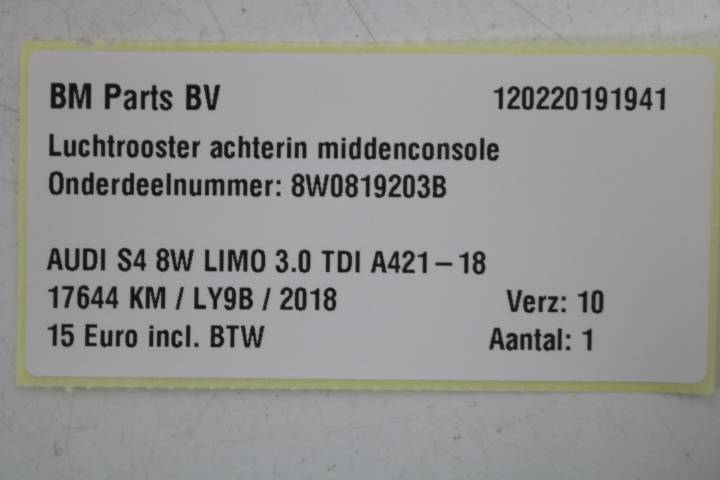 BM Parts BV 120220191941
Luchtrooster achterin middenconsole
Onderdeelnummer: 8W0819203B
AUDI S4 8W LIMO 3.0 TDI A421-18
17644 KM / LY9B / 2018 Verz: 10
15 Euro incl. BTW Aantal: 1